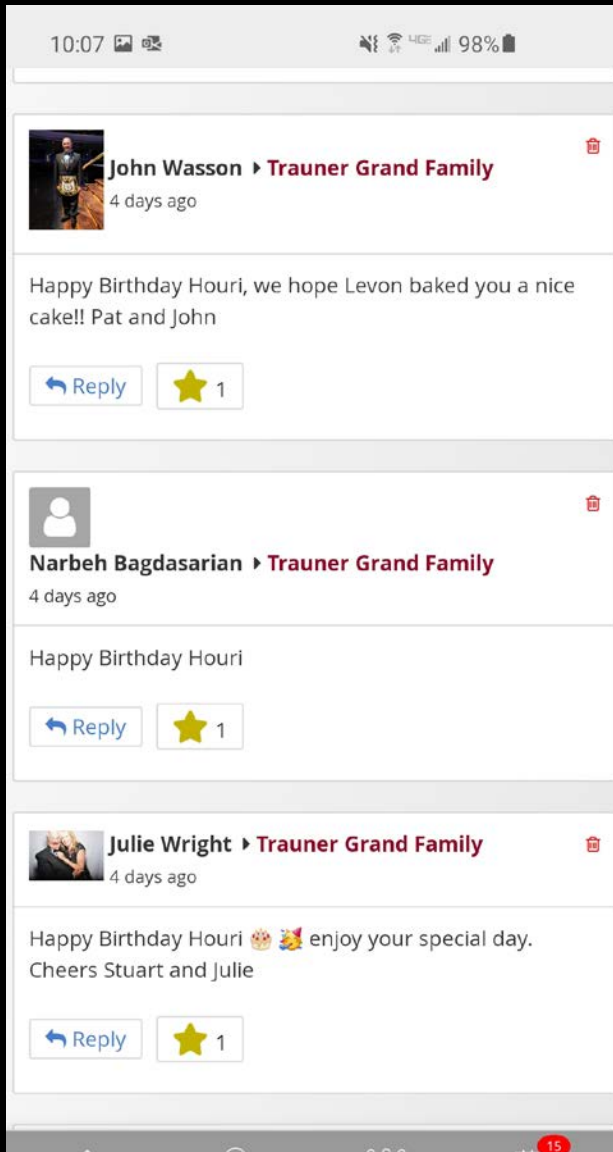 10:07 98%
John Wasson Trauner Grand Family
4 days ago
Happy Birthday Houri, we hope Levon baked you a nice
cake!! Pat and John
Reply 1
Narbeh Bagdasarian Trauner Grand Family
4 days ago
Happy Birthday Houri
Reply 1
Julie Wright Trauner Grand Family
4 days ago
Happy Birthday Houri 🎂 🥳 enjoy your special day.
Cheers Stuart and Julie
Reply 1
15